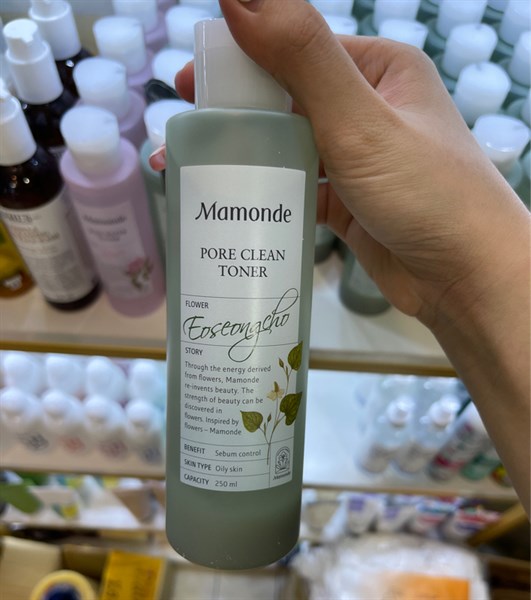 Mamonde
PORE CLEAN
TONER
FLOWER
Eoseongcho
STORY
Through the energy derived
from flowers, Mamonde
re-invents beauty. The
strength of beauty can be
discovered in
flowers. Inspired by
flowers – Mamonde
BENEFIT Sebum control
SKIN TYPE Oily skin
CAPACITY 250 ml
Mamonde
Mamonde